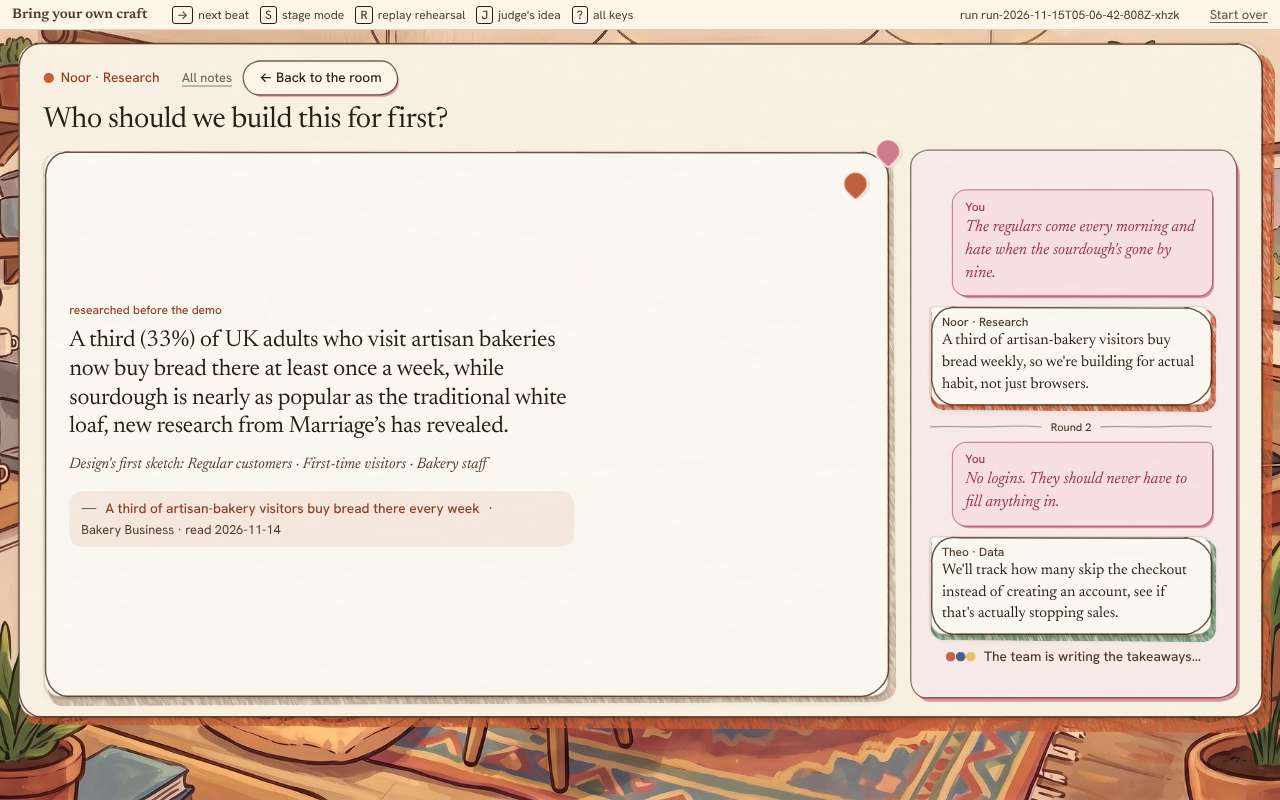 Bring your own craft → next beat S stage mode R replay rehearsal J judge's idea ? all keys run run-2026-11-15T05-06-42-808Z-xhzk Start over
Noor · Research All notes ← Back to the room
Who should we build this for first?
researched before the demo
A third (33%) of UK adults who visit artisan bakeries
now buy bread there at least once a week, while
sourdough is nearly as popular as the traditional white
loaf, new research from Marriage's has revealed.
Design's first sketch: Regular customers · First-time visitors · Bakery staff
— A third of artisan-bakery visitors buy bread there every week ·
Bakery Business · read 2026-11-14
You
The regulars come every morning and
hate when the sourdough's gone by
nine.
Noor · Research
A third of artisan-bakery visitors buy
bread weekly, so we're building for actual
habit, not just browsers.
Round 2
You
No logins. They should never have to
fill anything in.
Theo · Data
We'll track how many skip the checkout
instead of creating an account, see if
that's actually stopping sales.
The team is writing the takeaways...